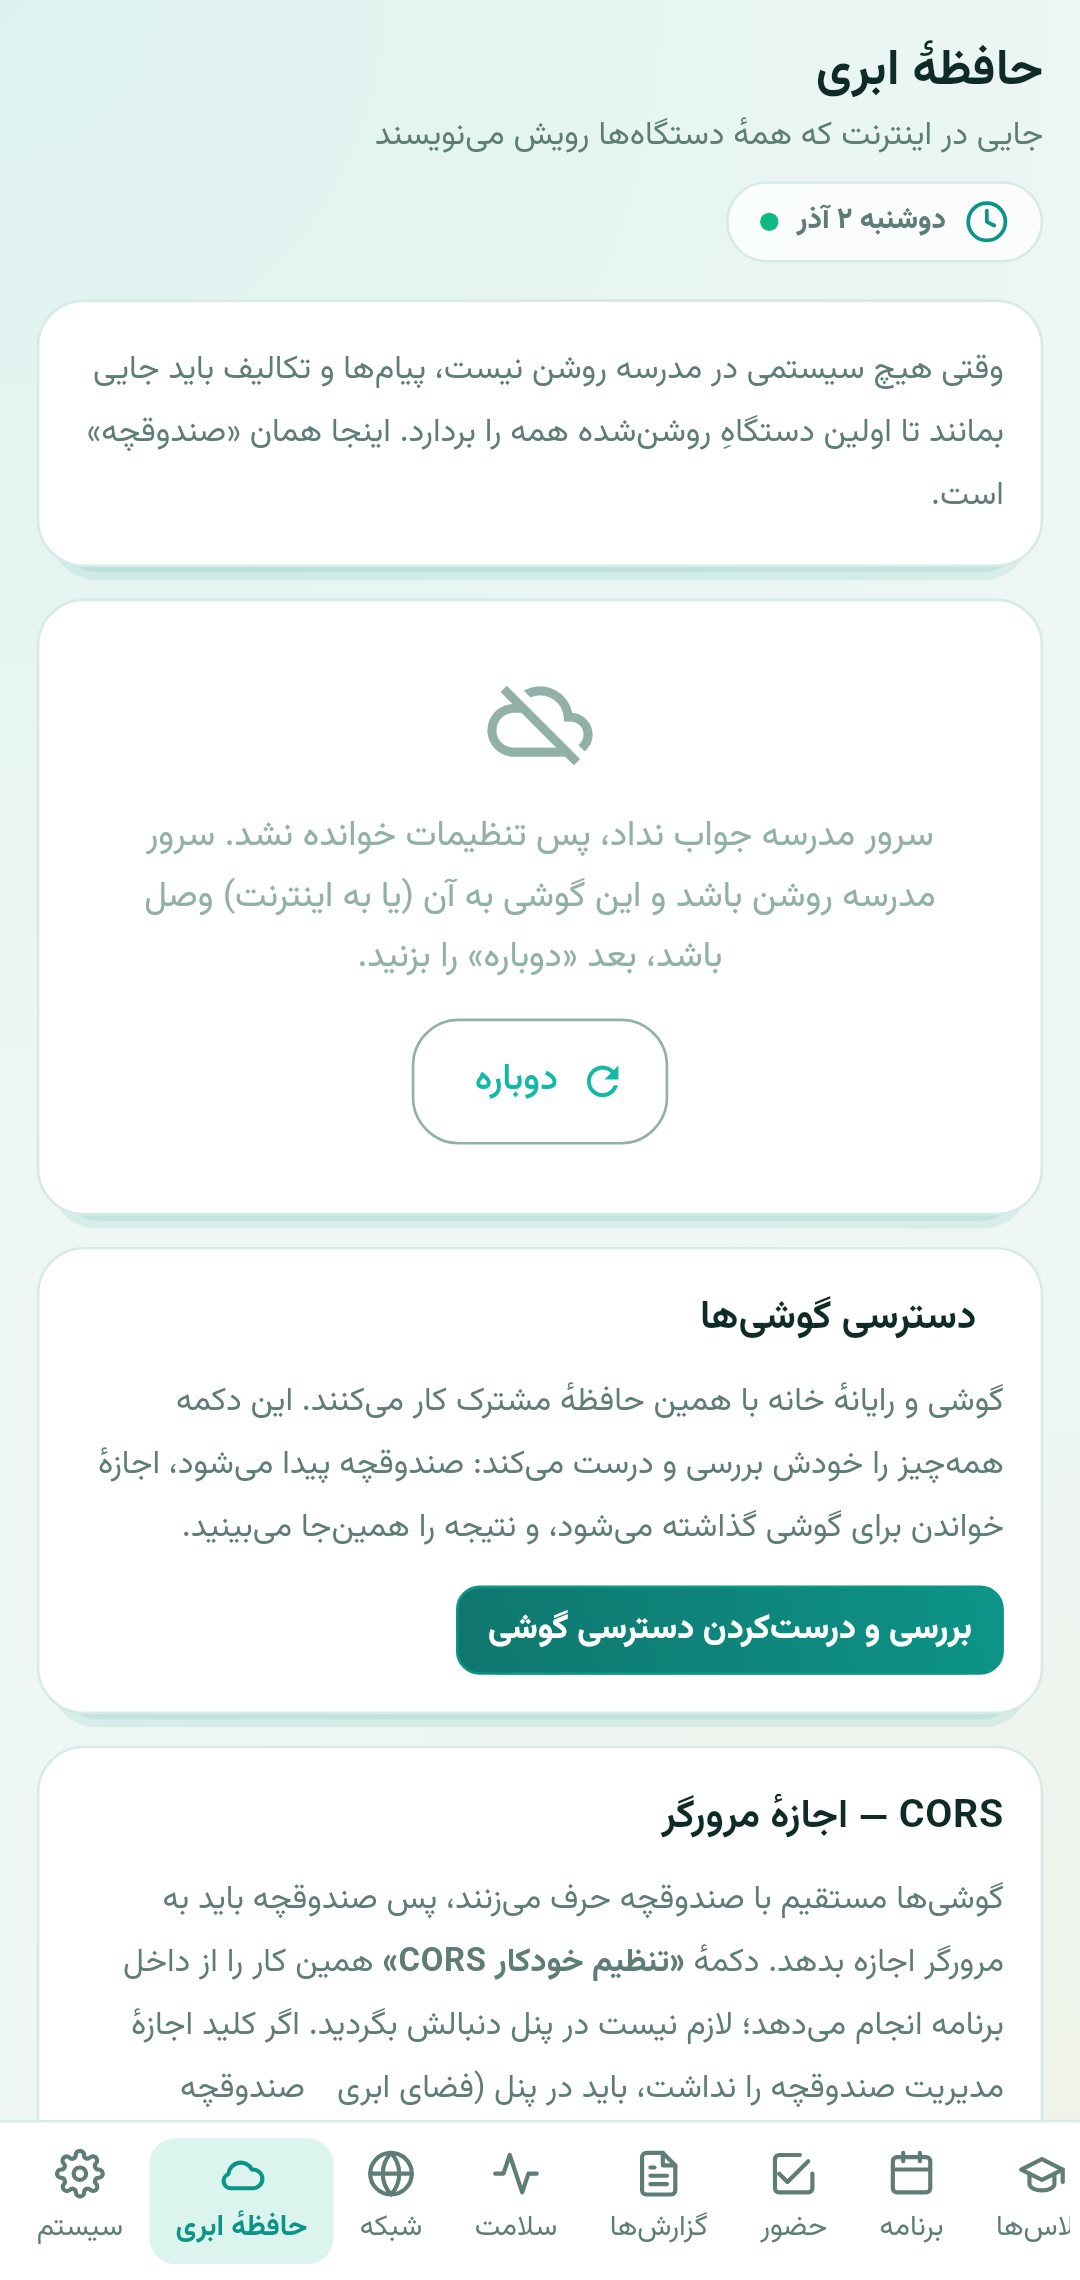 حافظهٔ ابری
جایی در اینترنت که همهٔ دستگاه‌ها رویش می‌نویسند
دوشنبه ۲ آذر
وقتی هیچ سیستمی در مدرسه روشن نیست، پیام‌ها و تکالیف باید جایی
بمانند تا اولین دستگاهِ روشن‌شده همه را بردارد. اینجا همان «صندوقچه»
است.
سرور مدرسه جواب نداد، پس تنظیمات خوانده نشد. سرور
مدرسه روشن باشد و این گوشی به آن (یا به اینترنت) وصل
باشد، بعد «دوباره» را بزنید.
دوباره
دسترسی گوشی‌ها
گوشی و رایانهٔ خانه با همین حافظهٔ مشترک کار می‌کنند. این دکمه
همه‌چیز را خودش بررسی و درست می‌کند: صندوقچه پیدا می‌شود، اجازهٔ
خواندن برای گوشی گذاشته می‌شود، و نتیجه را همین‌جا می‌بینید.
بررسی و درست‌کردن دسترسی گوشی
CORS — اجازهٔ مرورگر
گوشی‌ها مستقیم با صندوقچه حرف می‌زنند، پس صندوقچه باید به
مرورگر اجازه بدهد. دکمهٔ «تنظیم خودکار CORS» همین کار را از داخل
برنامه انجام می‌دهد؛ لازم نیست در پنل دنبالش بگردید. اگر کلید اجازهٔ
مدیریت صندوقچه را نداشت، باید در پنل (فضای ابری صندوقچه
لاس‌ها
برنامه
حضور
گزارش‌ها
سلامت
شبکه
حافظهٔ ابری
سیستم